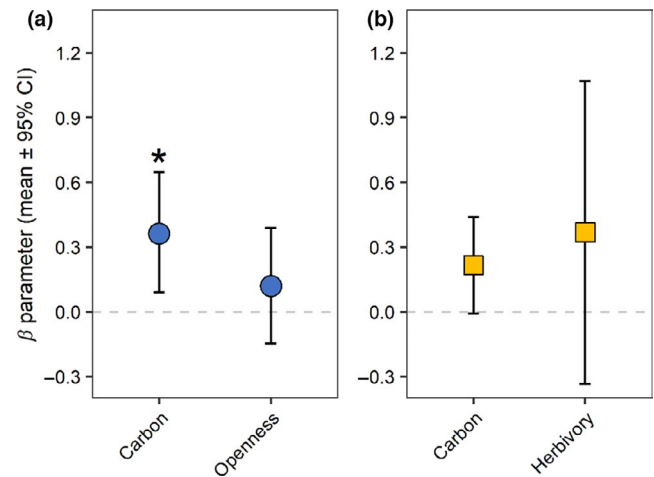 (a)
(b)
β parameter (mean ± 95% CI)
1.2
0.9
0.6
0.3
0.0
−0.3
*
Carbon
Openness
1.2
0.9
0.6
0.3
0.0
−0.3
Carbon
Herbivory